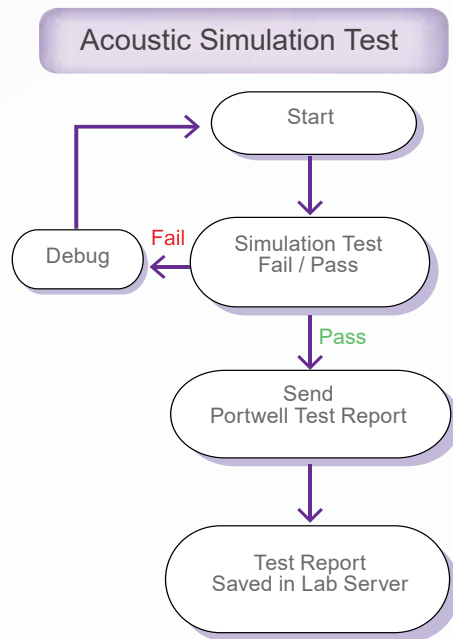 Acoustic Simulation Test
Start
Fail
Debug
Simulation Test
Fail / Pass
Pass
Send
Portwell Test Report
Test Report
Saved in Lab Server